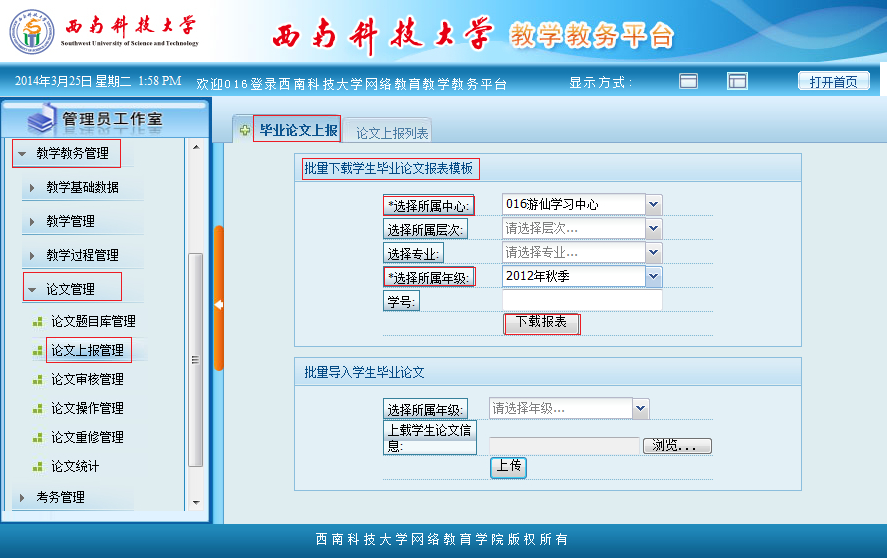 西南科技大学
Southwest University of Science and Technology
西南科技大学 教学教务平台
2014年3月25日 星期二 1:58 PM
欢迎016登录西南科技大学网络教育教学教务平台
显示方式:
打开首页
管理员工作室
教学教务管理
教学基础数据
教学管理
教学过程管理
论文管理
论文题目库管理
论文上报管理
论文审核管理
论文操作管理
论文重修管理
论文统计
考务管理
毕业论文上报
论文上报列表
批量下载学生毕业论文报表模板
*选择所属中心: 016游仙学习中心
选择所属层次: 请选择层次...
选择专业: 请选择专业...
*选择所属年级: 2012年秋季
学号:
下载报表
批量导入学生毕业论文
选择所属年级: 请选择年级...
上载学生论文信
息:
浏览...
上传
西南科技大学网络教育学院版权所有